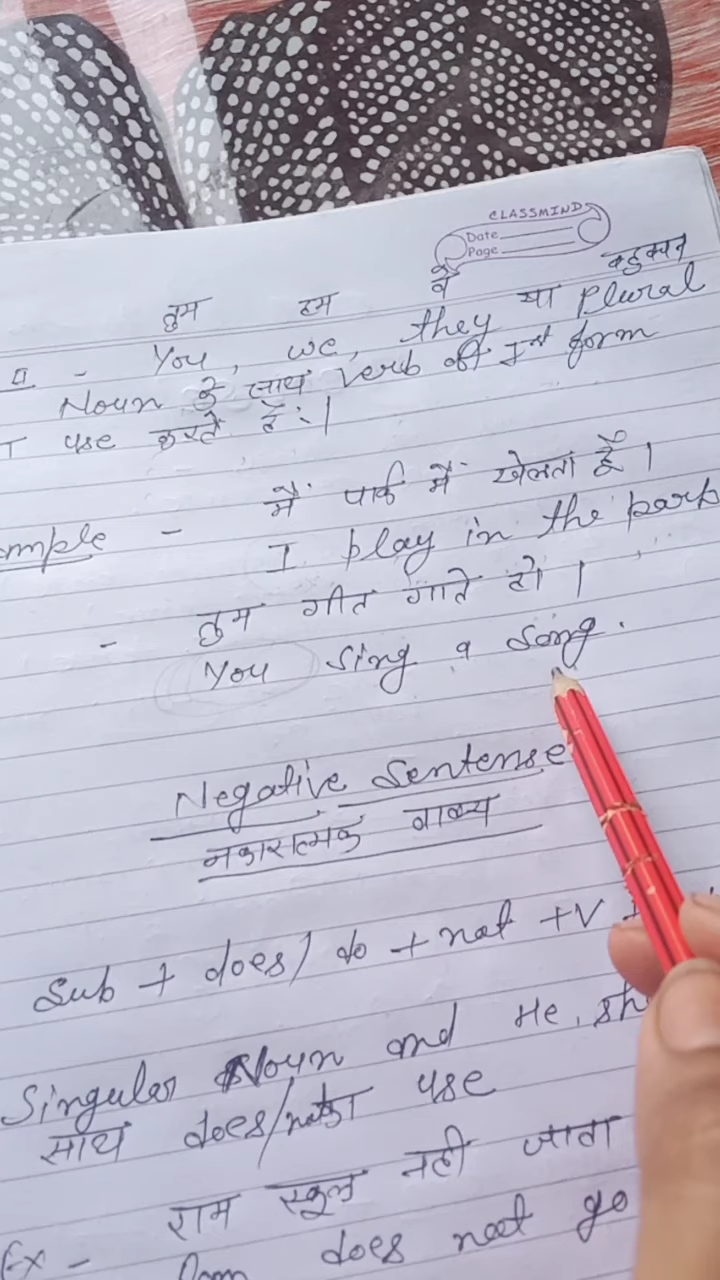 CLASSMIND
Date
Page
तुम हम वे बहुवचन
II - You, we, they या Plural
Noun के साथ Verb की Ist form
I use करते हैं:।
मैं पार्क में खेलता हूँ।
I play in the park
- तुम गीत गाते हो।
You sing a song.
Negative Sentense
नकारात्मक वाक्य
Sub + does/do + not + V +
Singular Noun and He, sh
साथ does/not का use
राम स्कूल नही जाता
Ex - does not go